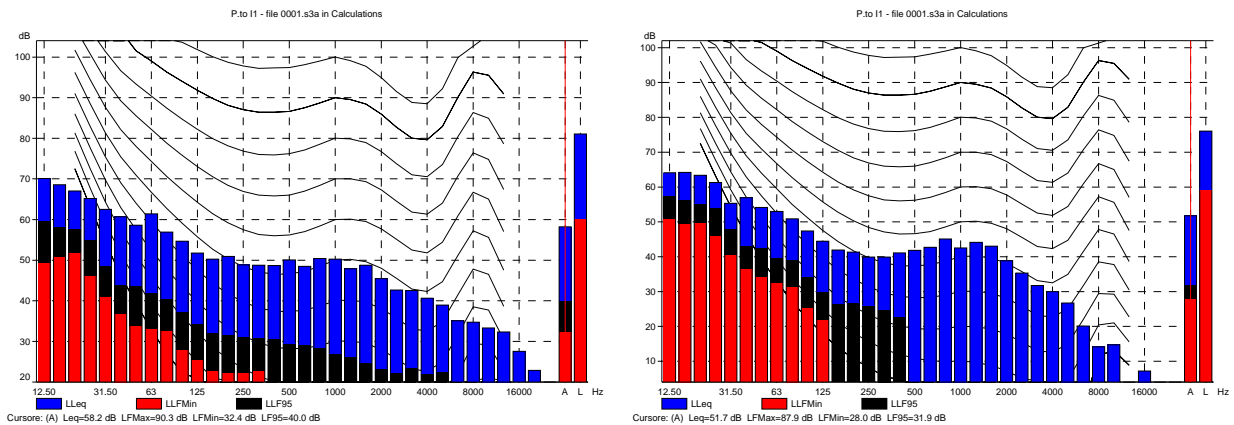 P.to I1 - file 0001.s3a in Calculations
dB
100
90
80
70
60
50
40
30
20
12.50 31.50 63 125 250 500 1000 2000 4000 8000 16000 A L Hz
LLeq LLFMin LLF95
Cursore: (A) Leq=58.2 dB LFMax=90.3 dB LFMin=32.4 dB LF95=40.0 dB
P.to I1 - file 0001.s3a in Calculations
dB
100
90
80
70
60
50
40
30
20
10
12.50 31.50 63 125 250 500 1000 2000 4000 8000 16000 A L Hz
LLeq LLFMin LLF95
Cursore: (A) Leq=51.7 dB LFMax=87.9 dB LFMin=28.0 dB LF95=31.9 dB